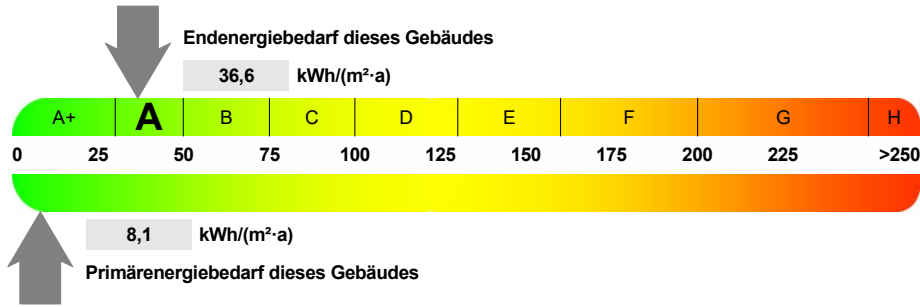 Endenergiebedarf dieses Gebäudes
36,6 kWh/(m²·a)
A+ A B C D E F G H
0 25 50 75 100 125 150 175 200 225 >250
8,1 kWh/(m²·a)
Primärenergiebedarf dieses Gebäudes